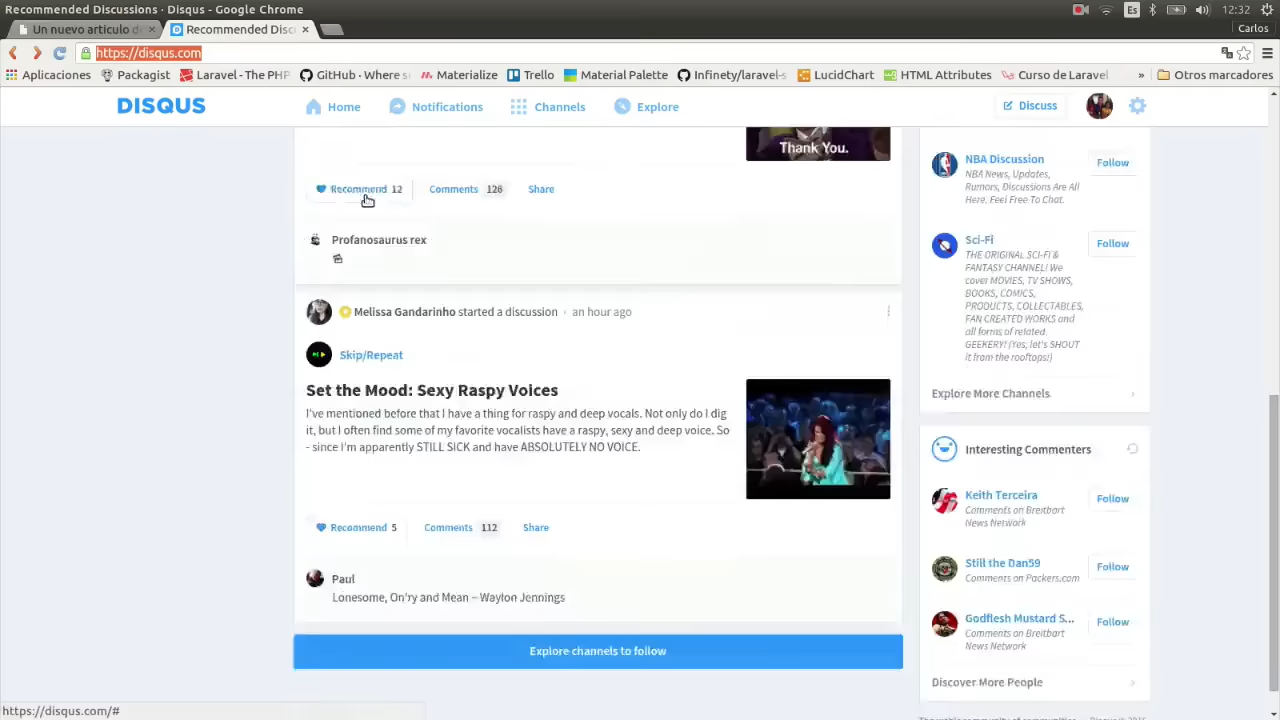 Recommended Discussions · Disqus - Google Chrome
Es
12:32
Un nuevo articulo d
Recommended Disc
Carlos
https://disqus.com
Aplicaciones
Packagist
Laravel - The PHP
GitHub · Where s
Materialize
Trello
Material Palette
Infinety/laravel-s
LucidChart
HTML Attributes
Curso de Laravel
»
Otros marcadores
DISQUS
Home
Notifications
Channels
Explore
Discuss
Thank You.
Recommend 12
Comments 126
Share
Profanosaurus rex
Melissa Gandarinho started a discussion · an hour ago
Skip/Repeat
Set the Mood: Sexy Raspy Voices
I've mentioned before that I have a thing for raspy and deep vocals. Not only do I dig
it, but I often find some of my favorite vocalists have a raspy, sexy and deep voice. So
- since I'm apparently STILL SICK and have ABSOLUTELY NO VOICE.
Recommend 5
Comments 112
Share
Paul
Lonesome, On'ry and Mean – Waylon Jennings
Explore channels to follow
NBA Discussion
Follow
NBA News, Updates,
Rumors, Discussions Are All
Here. Feel Free To Chat.
Sci-Fi
Follow
THE ORIGINAL SCI-FI &
FANTASY CHANNEL! We
cover MOVIES, TV SHOWS,
BOOKS, COMICS,
PRODUCTS, COLLECTABLES,
FAN CREATED WORKS and
all forms of related
GEEKERY! (Yes, let's SHOUT
it from the rooftops!)
Explore More Channels
Interesting Commenters
Keith Terceira
Follow
Comments on Breitbart
News Network
Still the Dan59
Follow
Comments on Packers.com
Godflesh Mustard S...
Follow
Comments on Breitbart
News Network
Discover More People
https://disqus.com/#